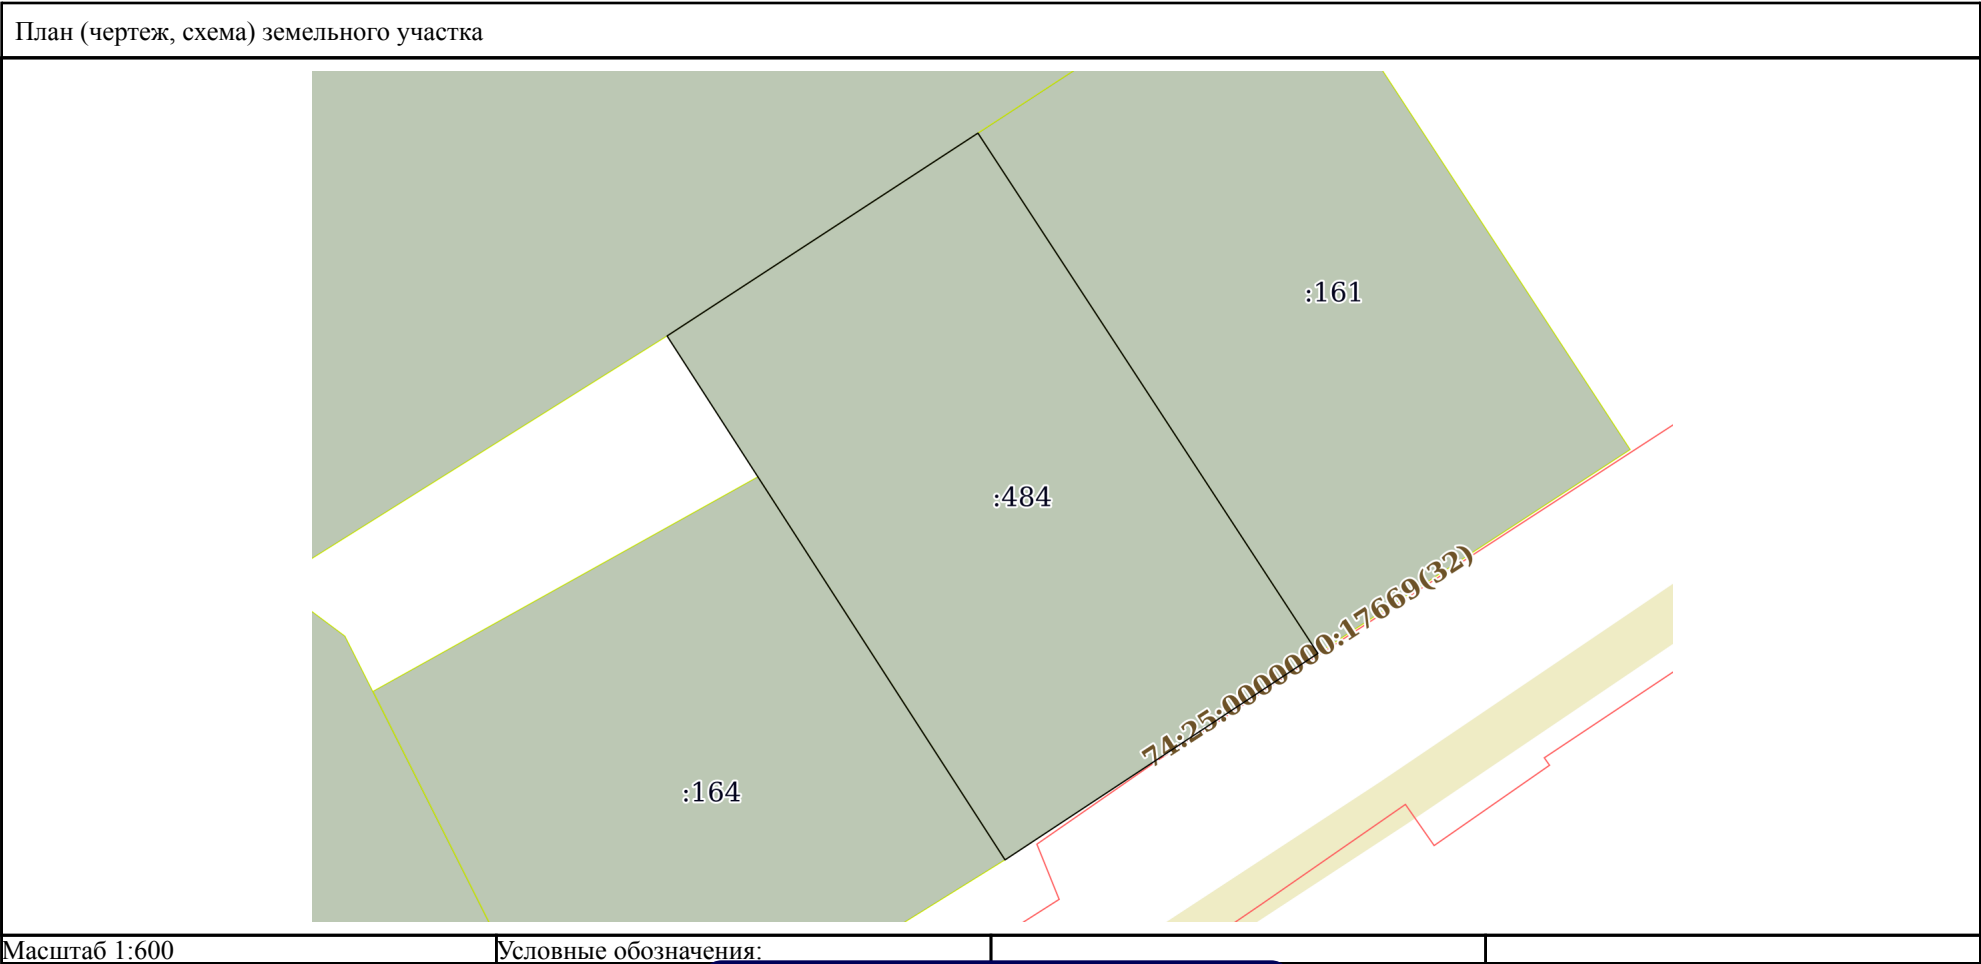 План (чертеж, схема) земельного участка
:161
:484
74:25:0000000:17669(32)
:164
Масштаб 1:600
Условные обозначения: